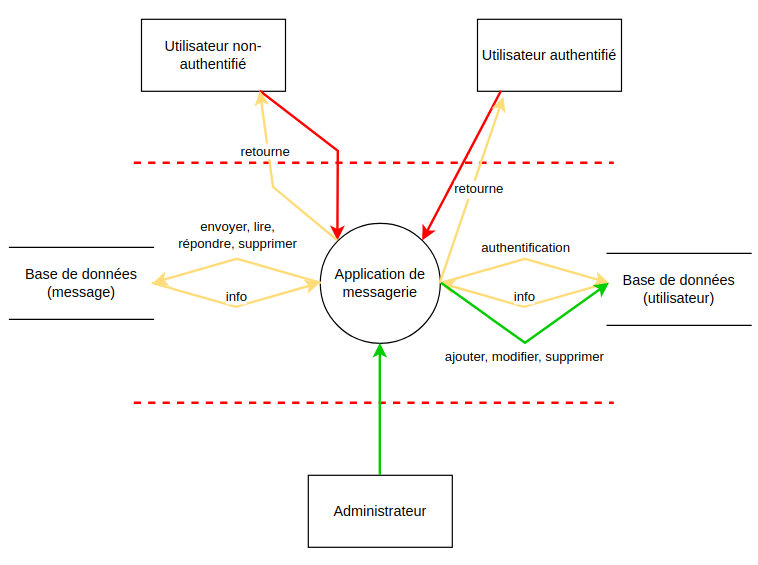 Utilisateur non-
authentifié
Utilisateur authentifié
retourne
retourne
envoyer, lire,
répondre, supprimer
authentification
Base de données
(message)
info
Application de
messagerie
info
Base de données
(utilisateur)
ajouter, modifier, supprimer
Administrateur